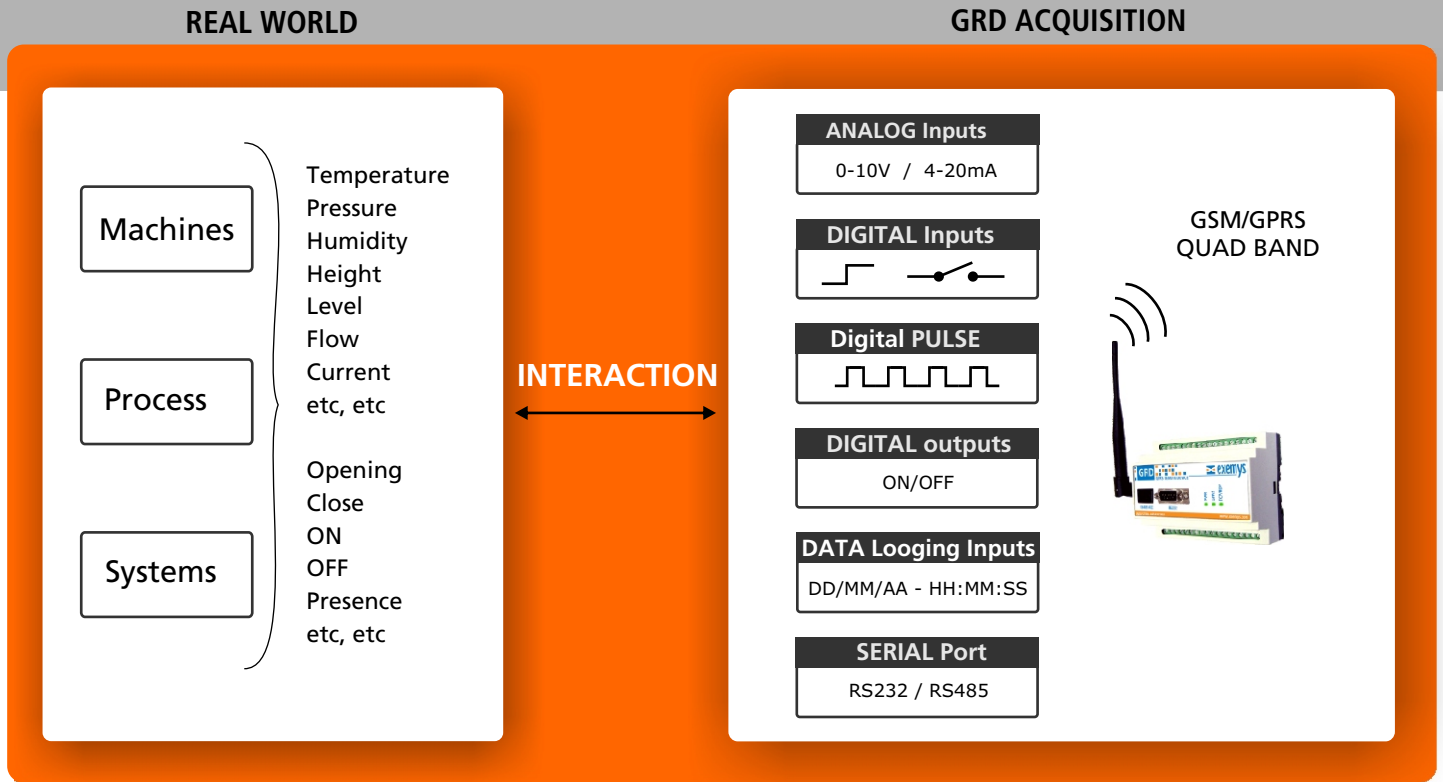 REAL WORLD
GRD ACQUISITION
Machines
Process
Systems
Temperature
Pressure
Humidity
Height
Level
Flow
Current
etc, etc
Opening
Close
ON
OFF
Presence
etc, etc
INTERACTION
ANALOG Inputs
0-10V / 4-20mA
DIGITAL Inputs
Digital PULSE
DIGITAL outputs
ON/OFF
DATA Looging Inputs
DD/MM/AA - HH:MM:SS
SERIAL Port
RS232 / RS485
GSM/GPRS
QUAD BAND
GRD
exemys